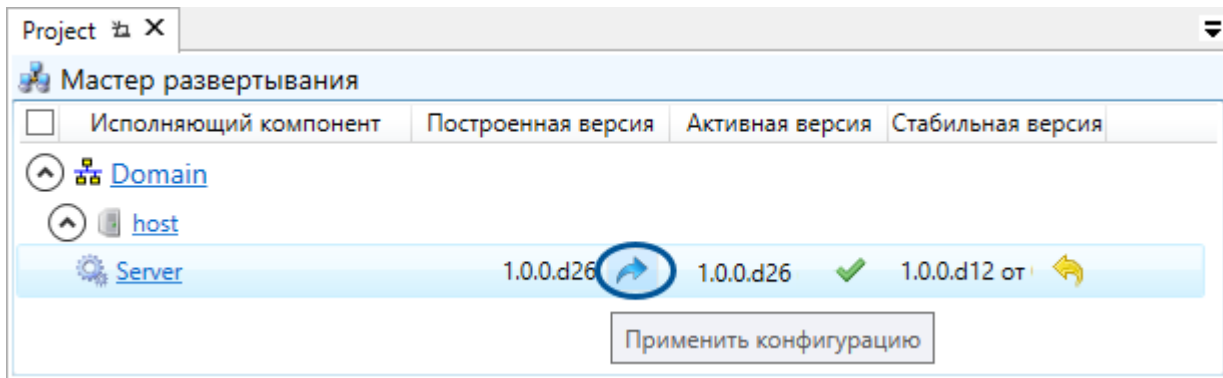 Project
Мастер развертывания
Исполняющий компонент Построенная версия Активная версия Стабильная версия
Domain
host
Server 1.0.0.d26 1.0.0.d26 1.0.0.d12 от
Применить конфигурацию